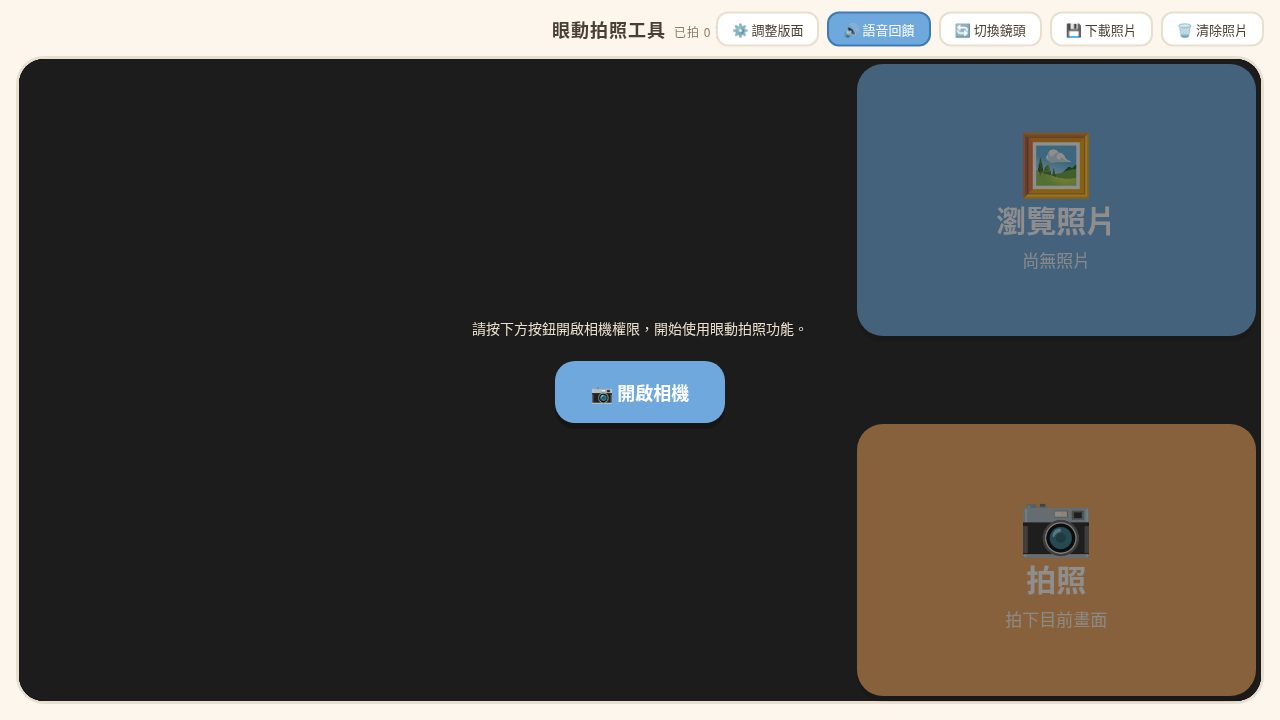 眼動拍照工具 已拍 0
調整版面
語音回饋
切換鏡頭
下載照片
清除照片
瀏覽照片
尚無照片
請按下方按鈕開啟相機權限，開始使用眼動拍照功能。
開啟相機
拍照
拍下目前畫面